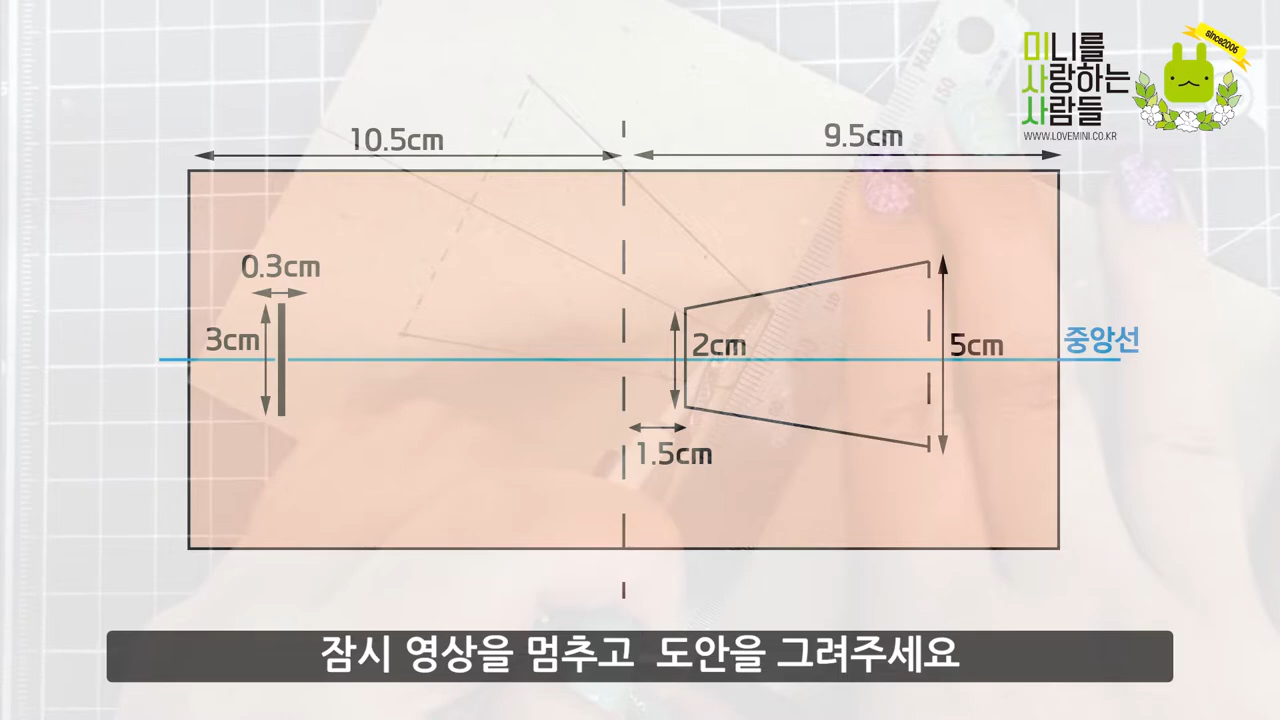 미니를
사랑하는
사람들
since2006
WWW.LOVEMINI.CO.KR
10.5cm
9.5cm
0.3cm
3cm
2cm
5cm
중앙선
1.5cm
잠시 영상을 멈추고 도안을 그려주세요